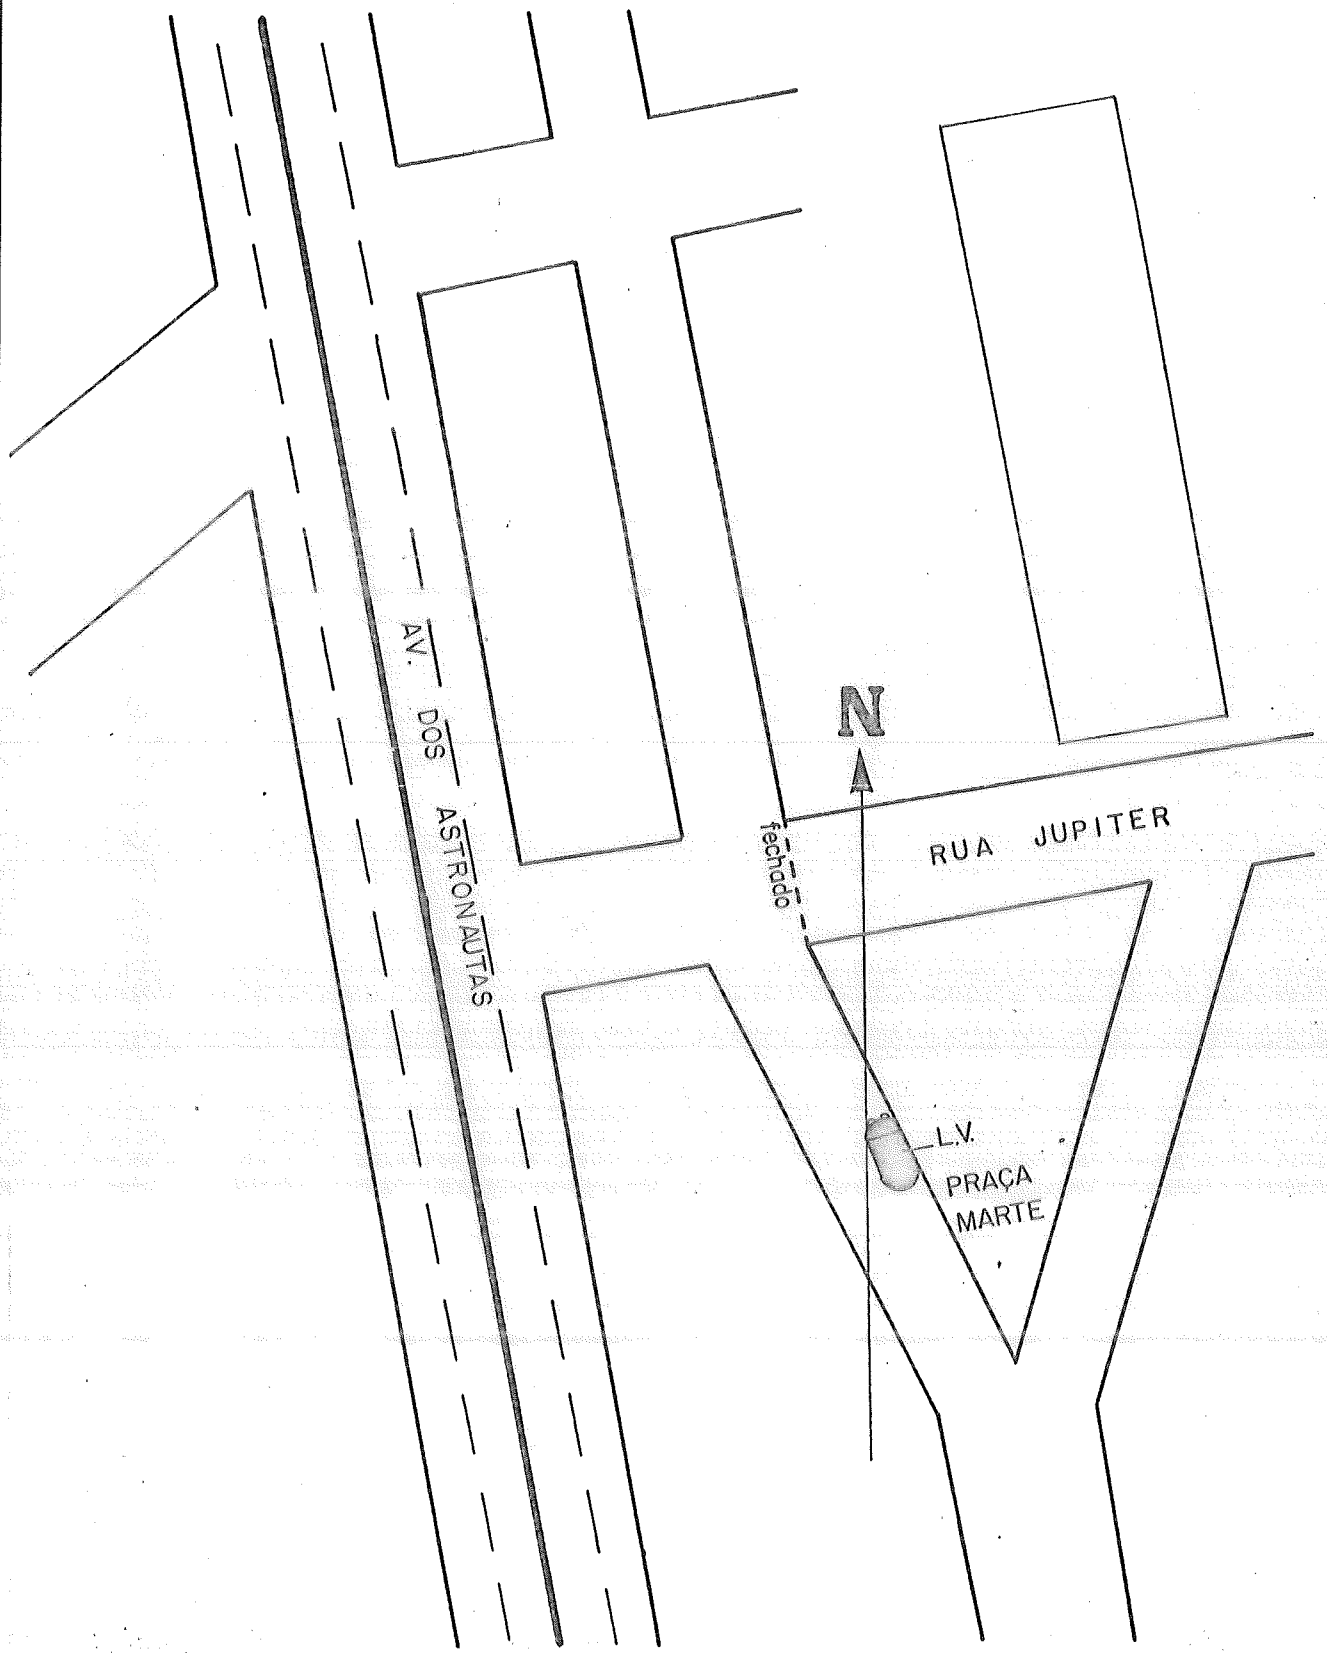 AV. DOS ASTRONAUTAS
N
fechado
RUA JUPITER
L.V.
PRAÇA
MARTE